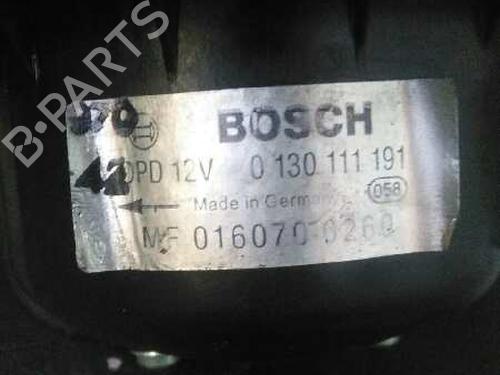 B-PARTS
BOSCH
DPD 12V 0 130 111 191
Made in Germany 058
MF 016070 0260